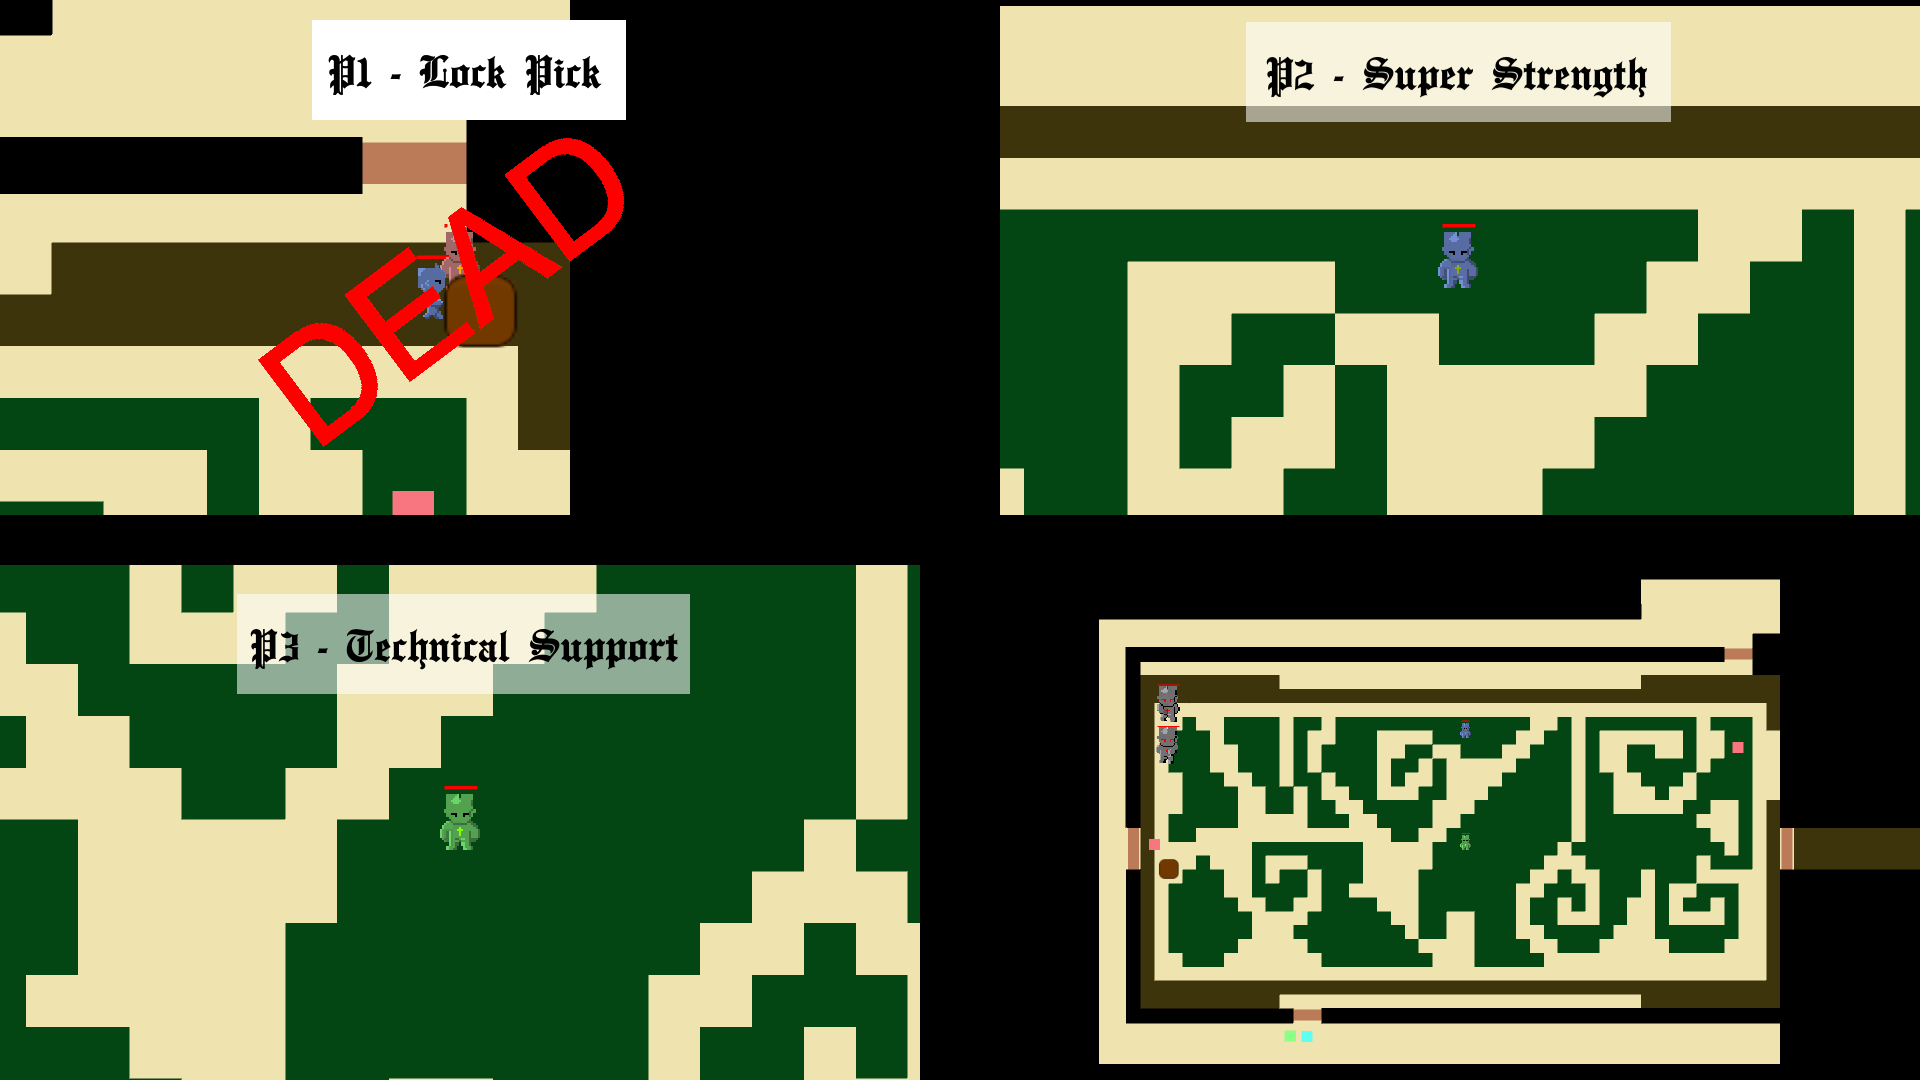 P1 - Lock Pick
P2 - Super Strength
DEAD
P3 - Technical Support